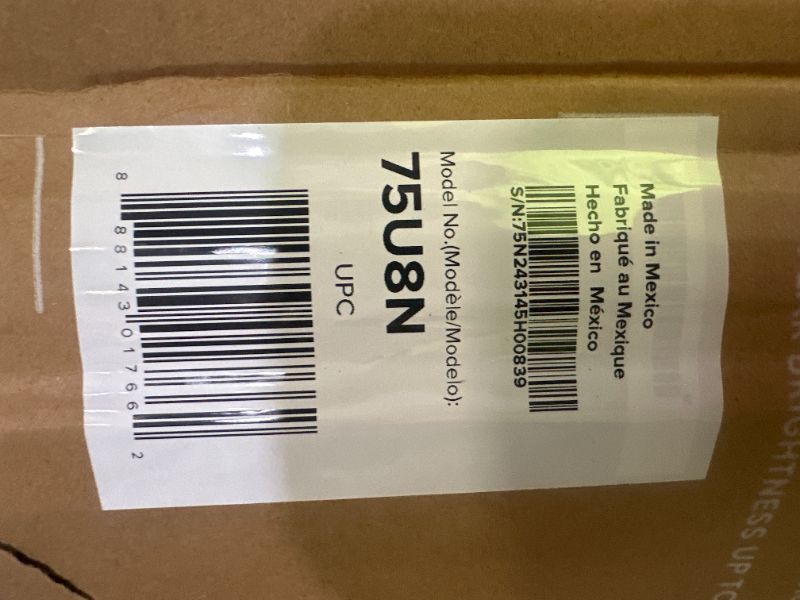 Made in Mexico
Fabriqué au Mexique
Hecho en México
S/N:75N243145H00839
Model No.(Modèle/Modelo):
75U8N
UPC
8 88143 01766 2
BRIGHTNESS UP TO